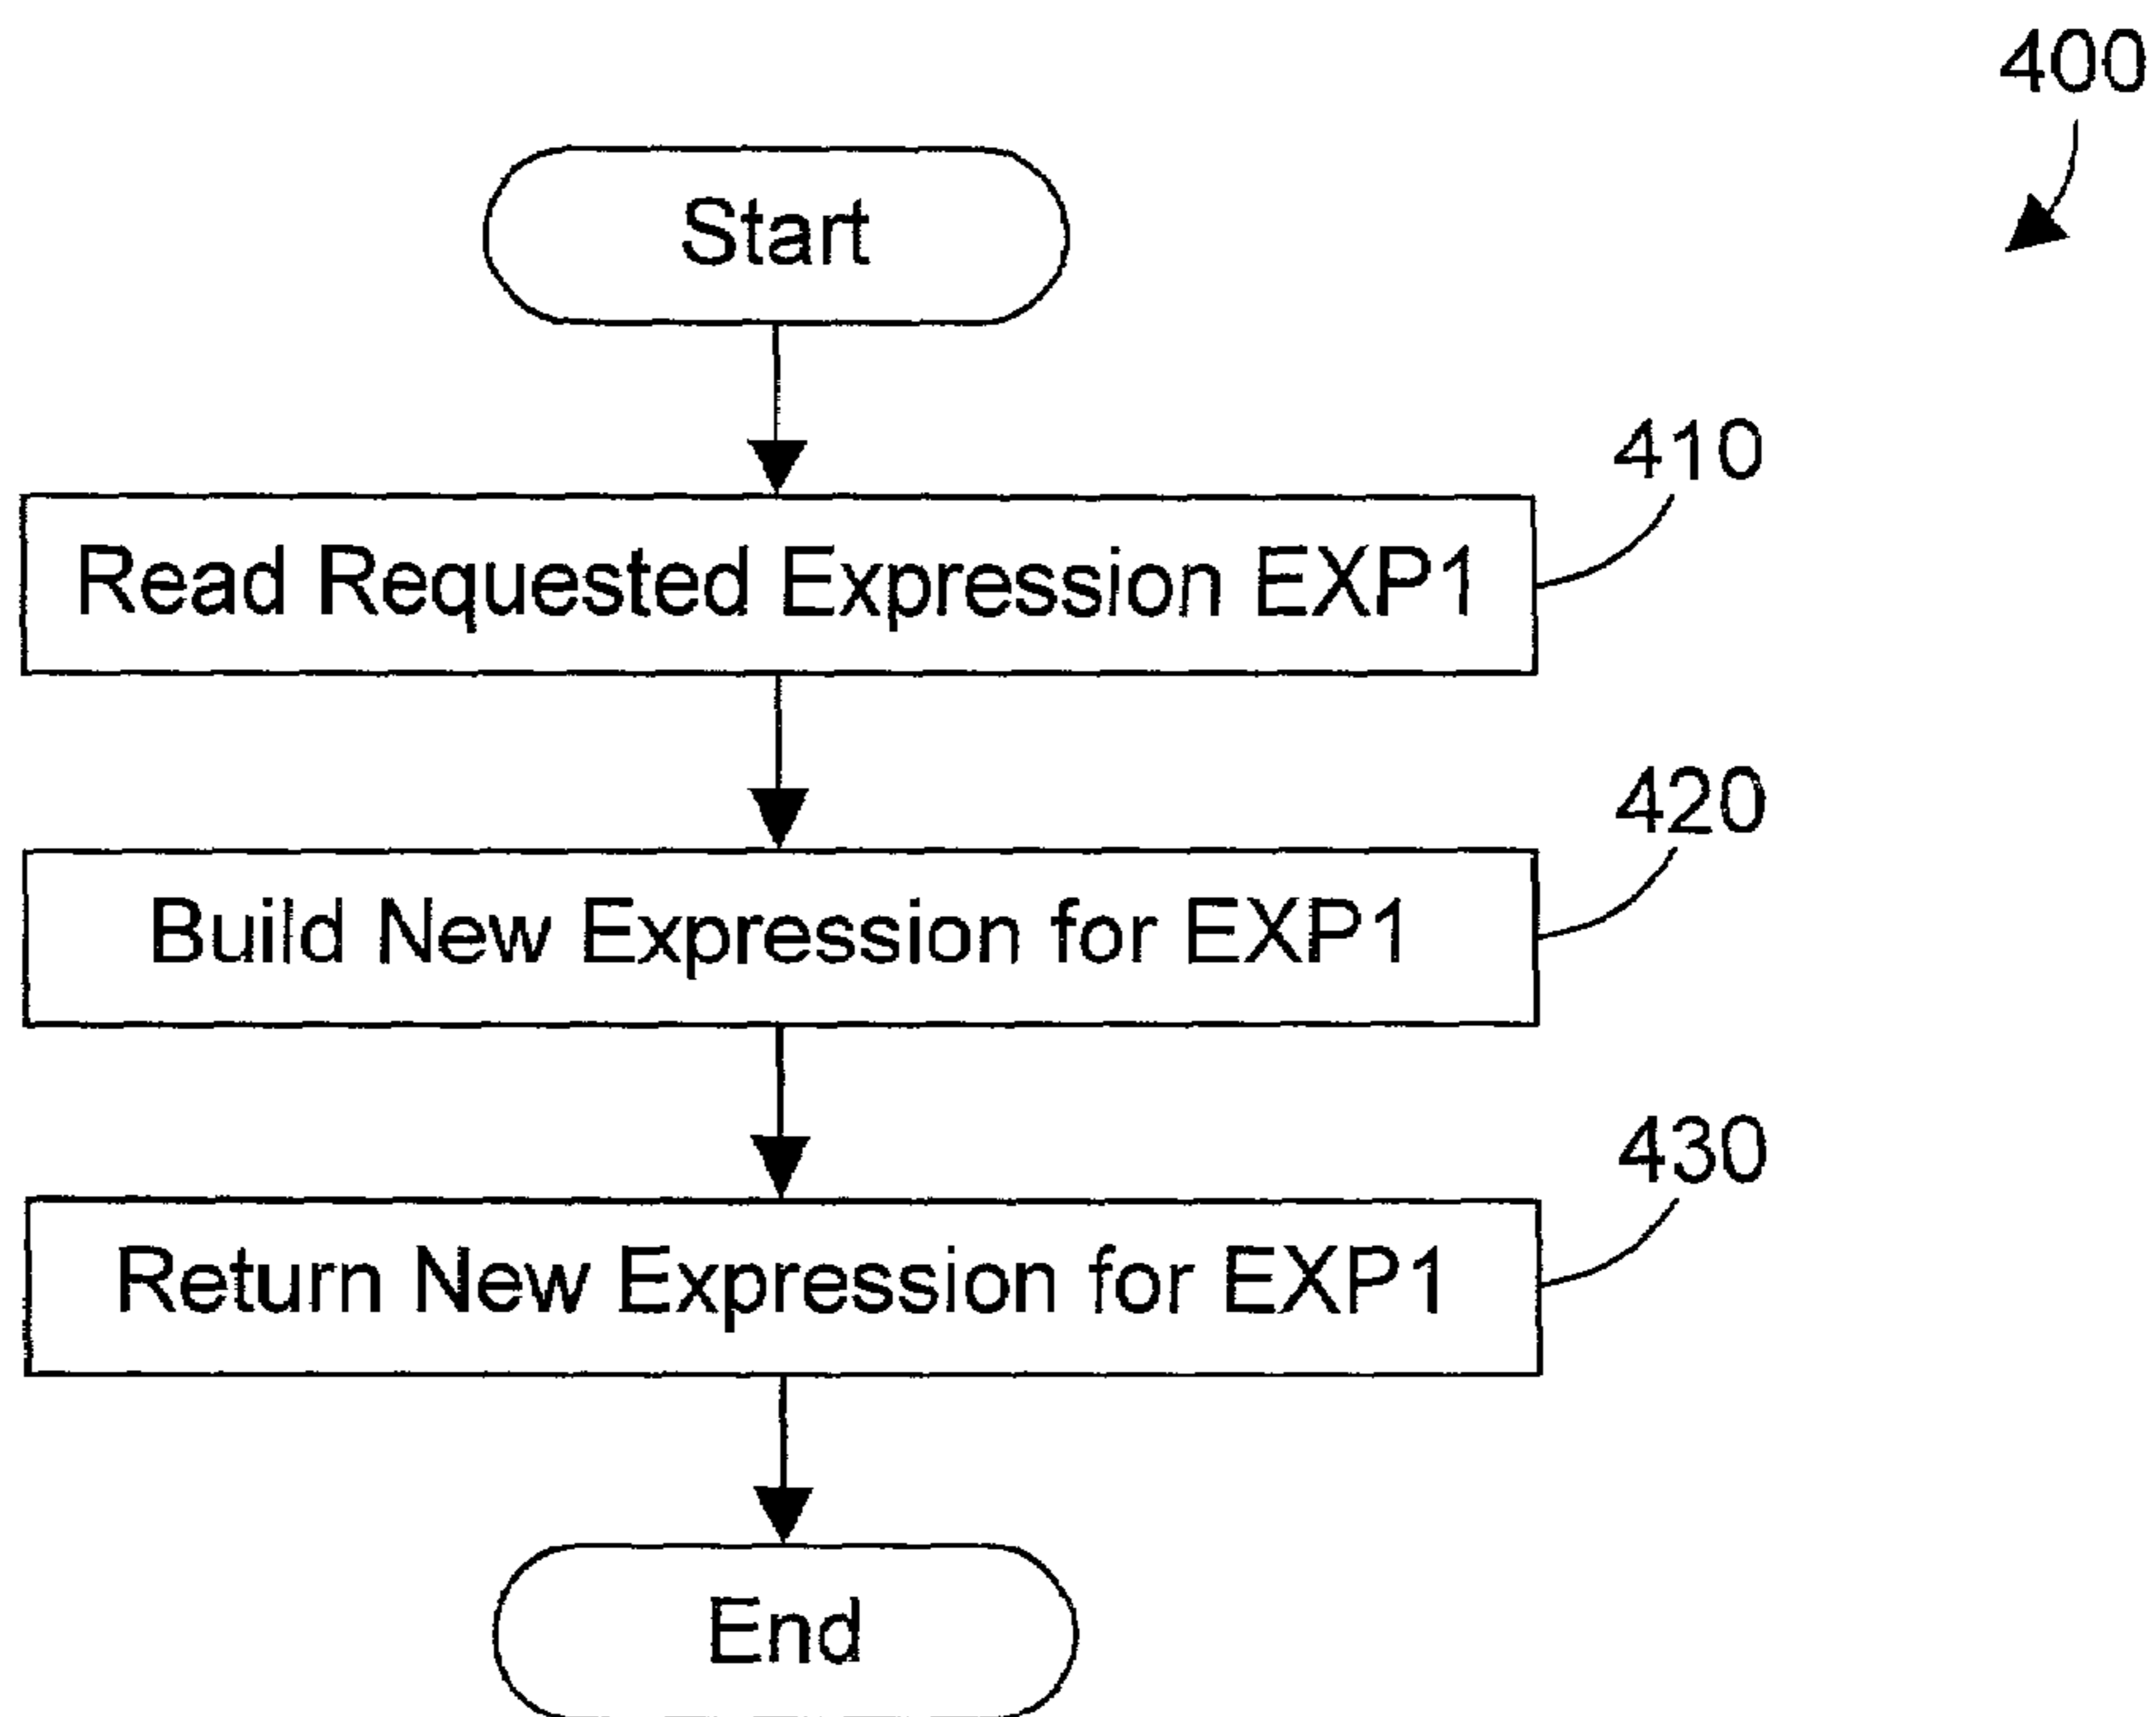 400
Start
410
Read Requested Expression EXP1
420
Build New Expression for EXP1
430
Return New Expression for EXP1
End